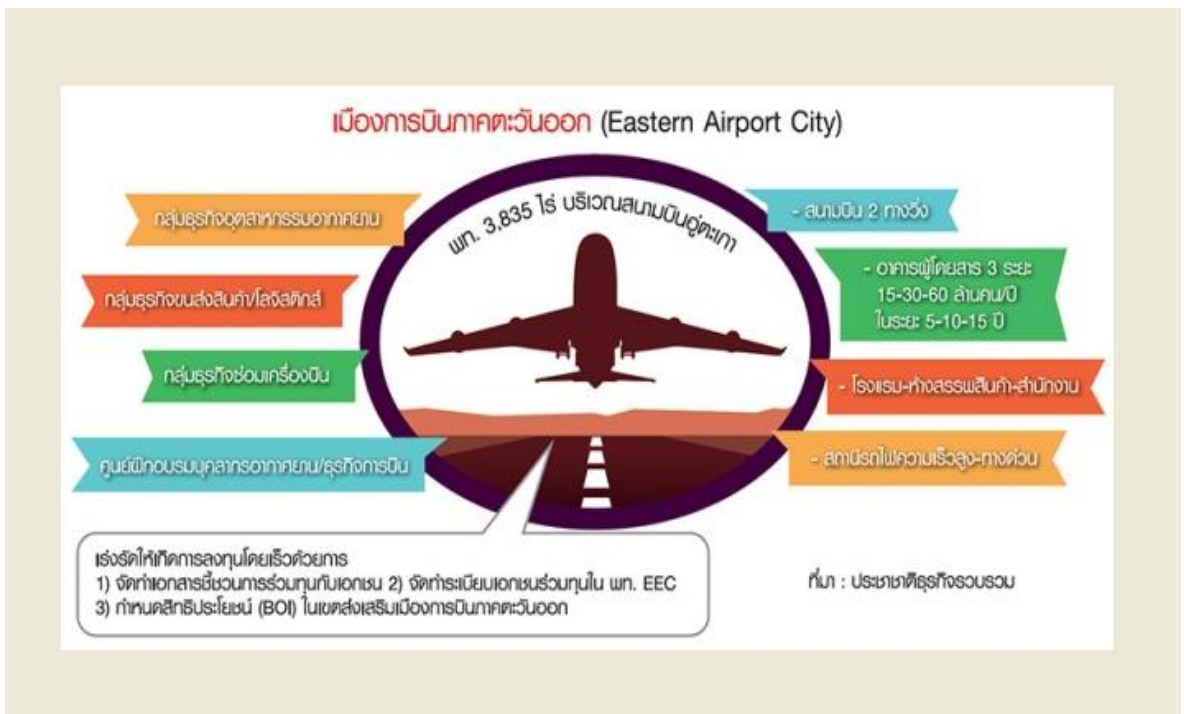 เมืองการบินภาคตะวันออก (Eastern Airport City)
พท. 3,835 ไร่ บริเวณสนามบินอู่ตะเภา
กลุ่มธุรกิจอุตสาหกรรมอากาศยาน
กลุ่มธุรกิจขนส่งสินค้า/โลจิสติกส์
กลุ่มธุรกิจซ่อมเครื่องบิน
ศูนย์ฝึกอบรมบุคลากรอากาศยาน/ธุรกิจการบิน
- สนามบิน 2 ทางวิ่ง
- อาคารผู้โดยสาร 3 ระยะ
15-30-60 ล้านคน/ปี
ในระยะ 5-10-15 ปี
- โรงแรม-ห้างสรรพสินค้า-สำนักงาน
- สถานีรถไฟความเร็วสูง-ทางด่วน
เร่งรัดให้เกิดการลงทุนโดยเร็วด้วยการ
1) จัดทำเอกสารชี้ชวนการร่วมทุนกับเอกชน 2) จัดทำระเบียบเอกชนร่วมทุนใน พท. EEC
3) กำหนดสิทธิประโยชน์ (BOI) ในเขตส่งเสริมเมืองการบินภาคตะวันออก
ที่มา : ประชาชาติธุรกิจรวบรวม